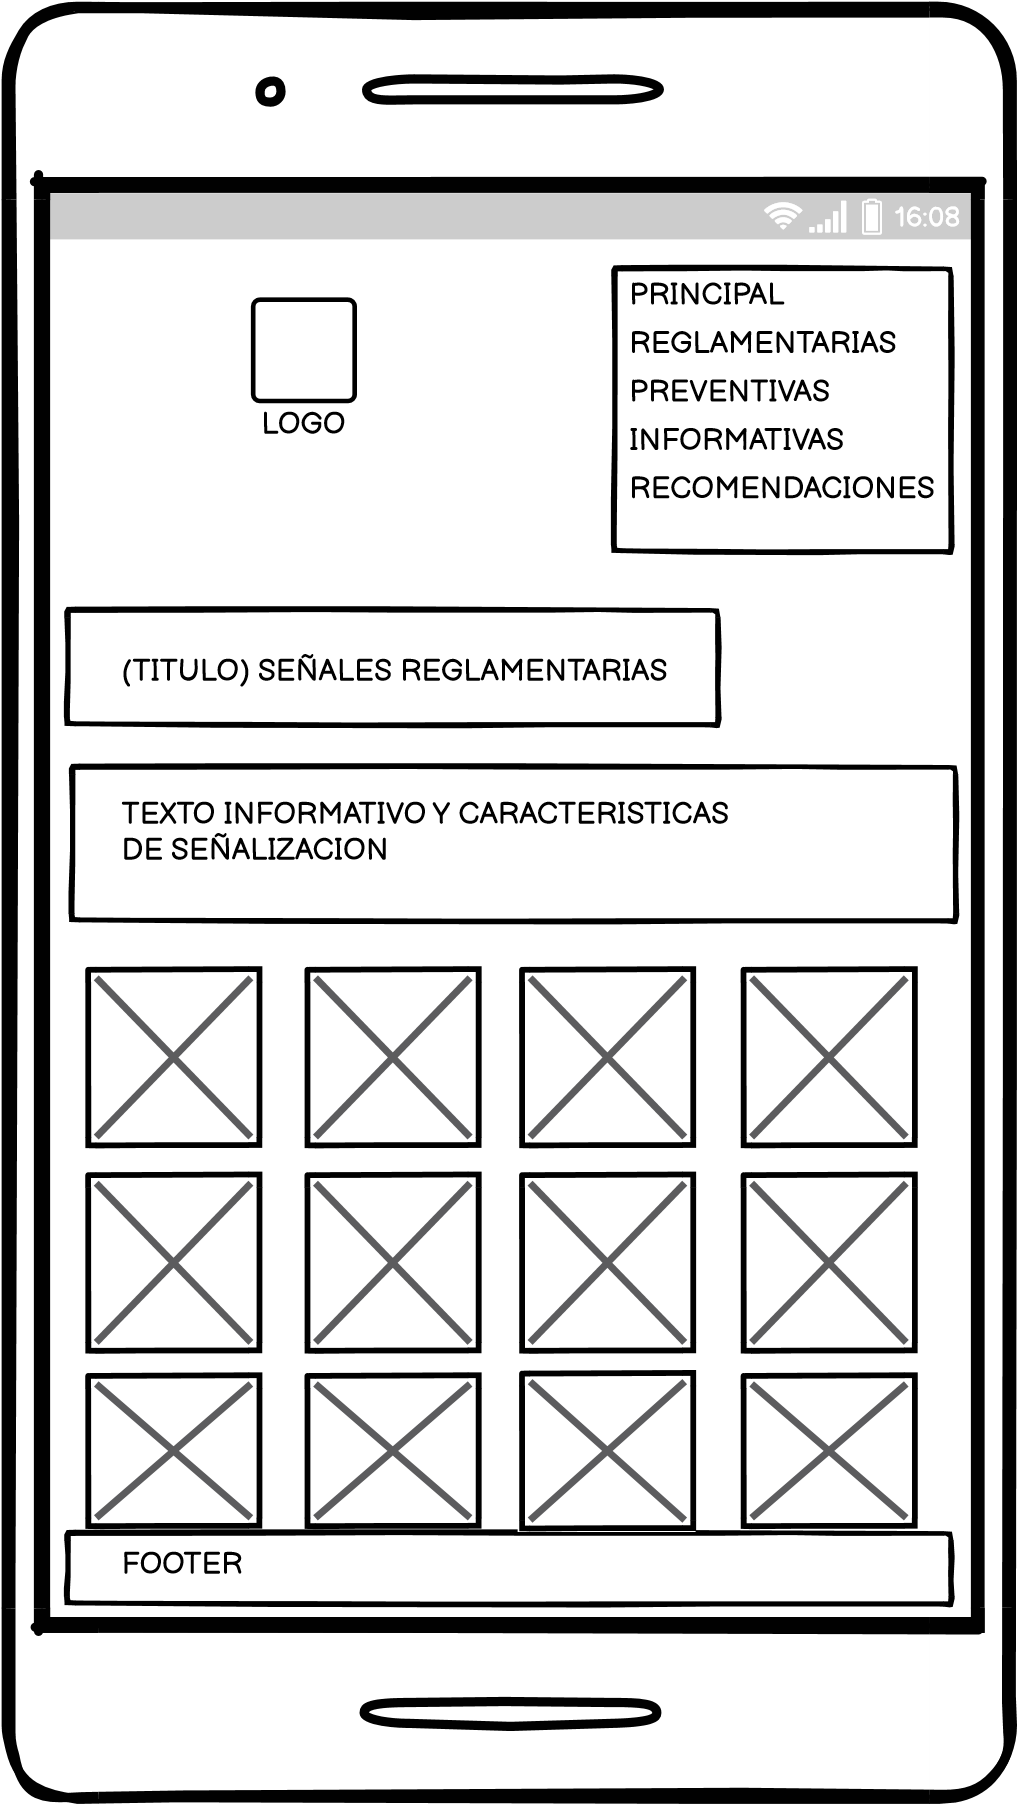 16:08
LOGO
PRINCIPAL
REGLAMENTARIAS
PREVENTIVAS
INFORMATIVAS
RECOMENDACIONES
(TITULO) SEÑALES REGLAMENTARIAS
TEXTO INFORMATIVO Y CARACTERISTICAS
DE SEÑALIZACION
FOOTER